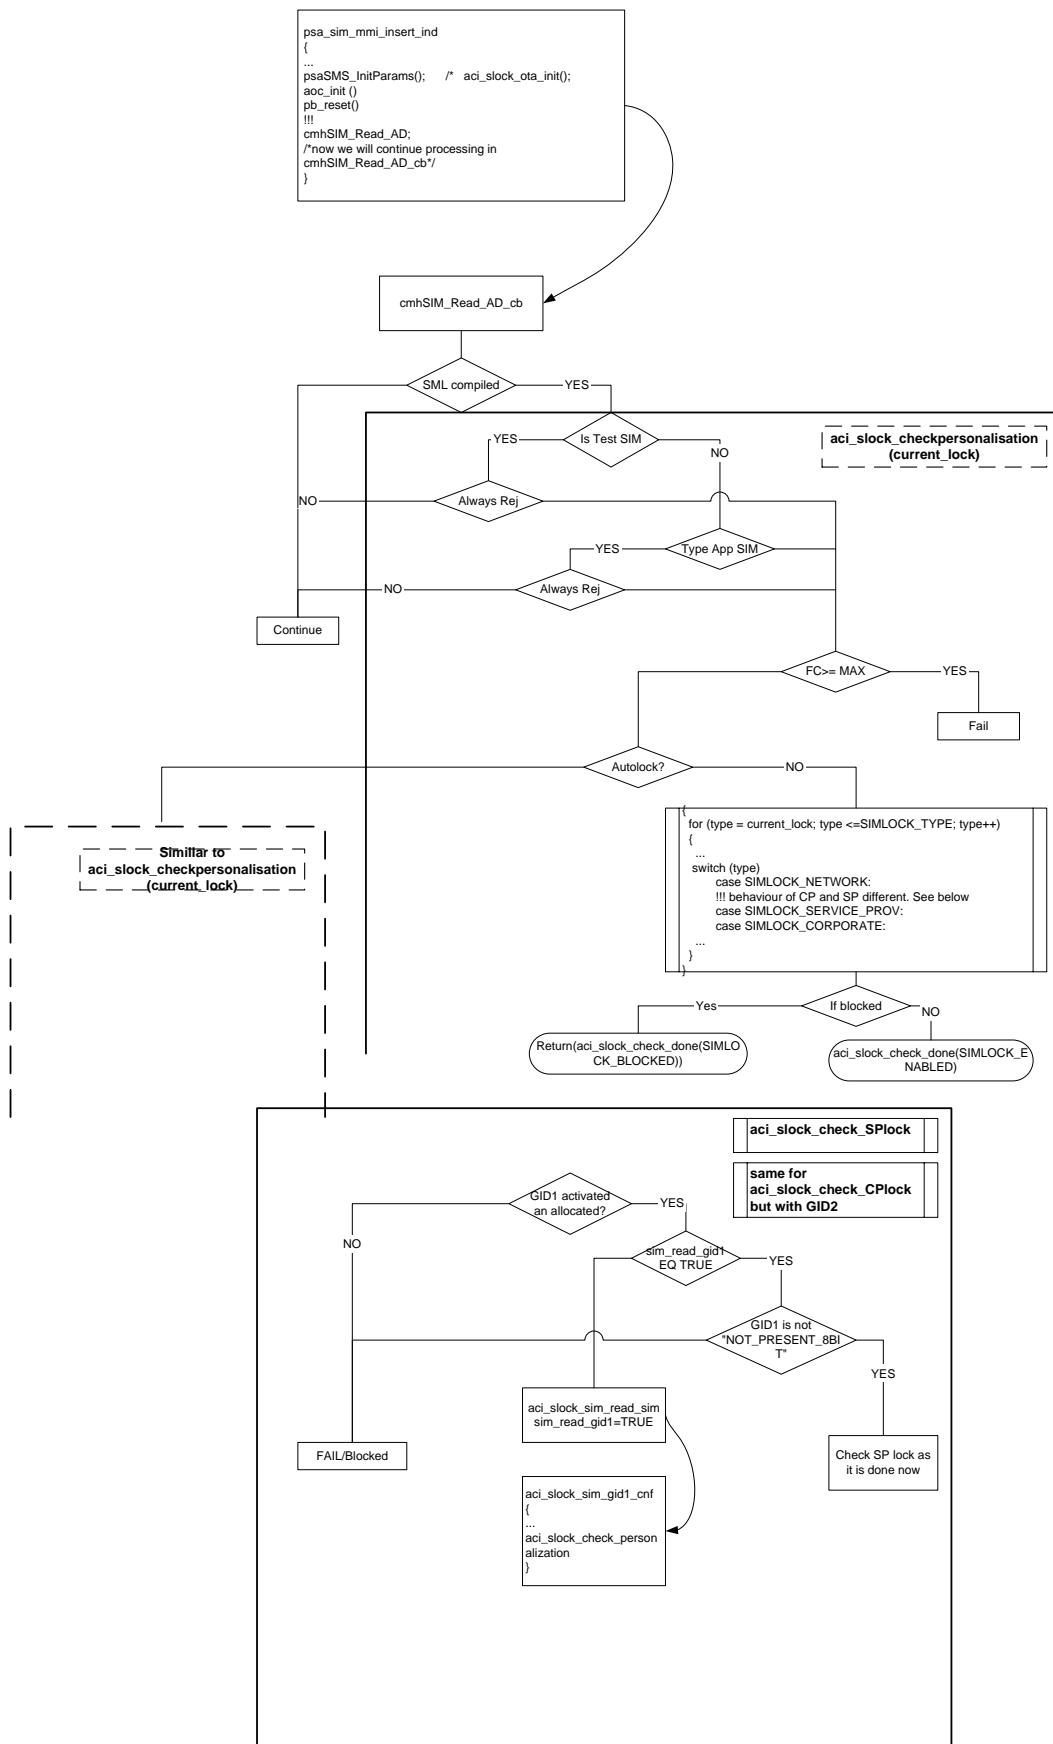 psa_sim_mmi_insert_ind
{
...
psaSMS_InitParams();      /*   aci_slock_ota_init();
aoc_init ()
pb_reset()
!!!
cmhSIM_Read_AD;
/*now we will continue processing in
cmhSIM_Read_AD_cb*/
}
cmhSIM_Read_AD_cb
SML compiled
YES
Is Test SIM
YES
NO
aci_slock_checkpersonalisation
(current_lock)
NO
Always Rej
YES
Type App SIM
NO
Always Rej
Continue
FC>= MAX
YES
Fail
Autolock?
NO
Simillar to
aci_slock_checkpersonalisation
(current_lock)
{
for (type = current_lock; type <=SIMLOCK_TYPE; type++)
{
...
switch (type)
case SIMLOCK_NETWORK:
!!! behaviour of CP and SP different. See below
case SIMLOCK_SERVICE_PROV:
case SIMLOCK_CORPORATE:
...
}
}
If blocked
Yes
NO
Return(aci_slock_check_done(SIMLO
CK_BLOCKED))
aci_slock_check_done(SIMLOCK_E
NABLED)
aci_slock_check_SPlock
same for
aci_slock_check_CPlock
but with GID2
GID1 activated
an allocated?
YES
NO
sim_read_gid1
EQ TRUE
YES
GID1 is not
"NOT_PRESENT_8BI
T"
YES
aci_slock_sim_read_sim
sim_read_gid1=TRUE
FAIL/Blocked
Check SP lock as
it is done now
aci_slock_sim_gid1_cnf
{
...
aci_slock_check_person
alization
}